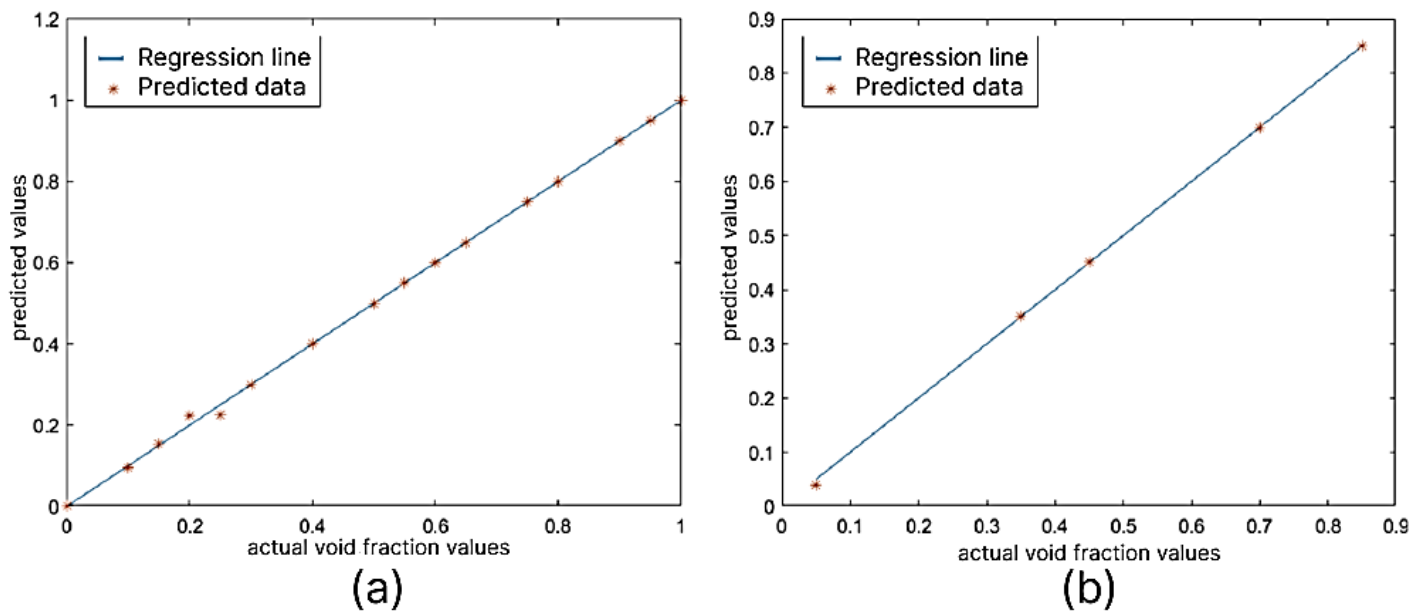 1.2
1
0.8
0.6
0.4
0.2
0
predicted values
Regression line
Predicted data
0 0.2 0.4 0.6 0.8 1
actual void fraction values
(a)
0.9
0.8
0.7
0.6
0.5
0.4
0.3
0.2
0.1
0
predicted values
Regression line
Predicted data
0 0.1 0.2 0.3 0.4 0.5 0.6 0.7 0.8 0.9
actual void fraction values
(b)